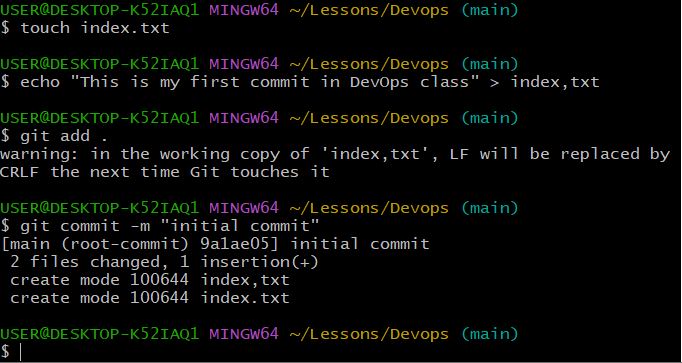 USER@DESKTOP-K52IAQ1 MINGW64 ~/Lessons/Devops (main)
$ touch index.txt
USER@DESKTOP-K52IAQ1 MINGW64 ~/Lessons/Devops (main)
$ echo "This is my first commit in DevOps class" > index,txt
USER@DESKTOP-K52IAQ1 MINGW64 ~/Lessons/Devops (main)
$ git add .
warning: in the working copy of 'index,txt', LF will be replaced by
CRLF the next time Git touches it
USER@DESKTOP-K52IAQ1 MINGW64 ~/Lessons/Devops (main)
$ git commit -m "initial commit"
[main (root-commit) 9a1ae05] initial commit
 2 files changed, 1 insertion(+)
 create mode 100644 index,txt
 create mode 100644 index.txt
USER@DESKTOP-K52IAQ1 MINGW64 ~/Lessons/Devops (main)
$